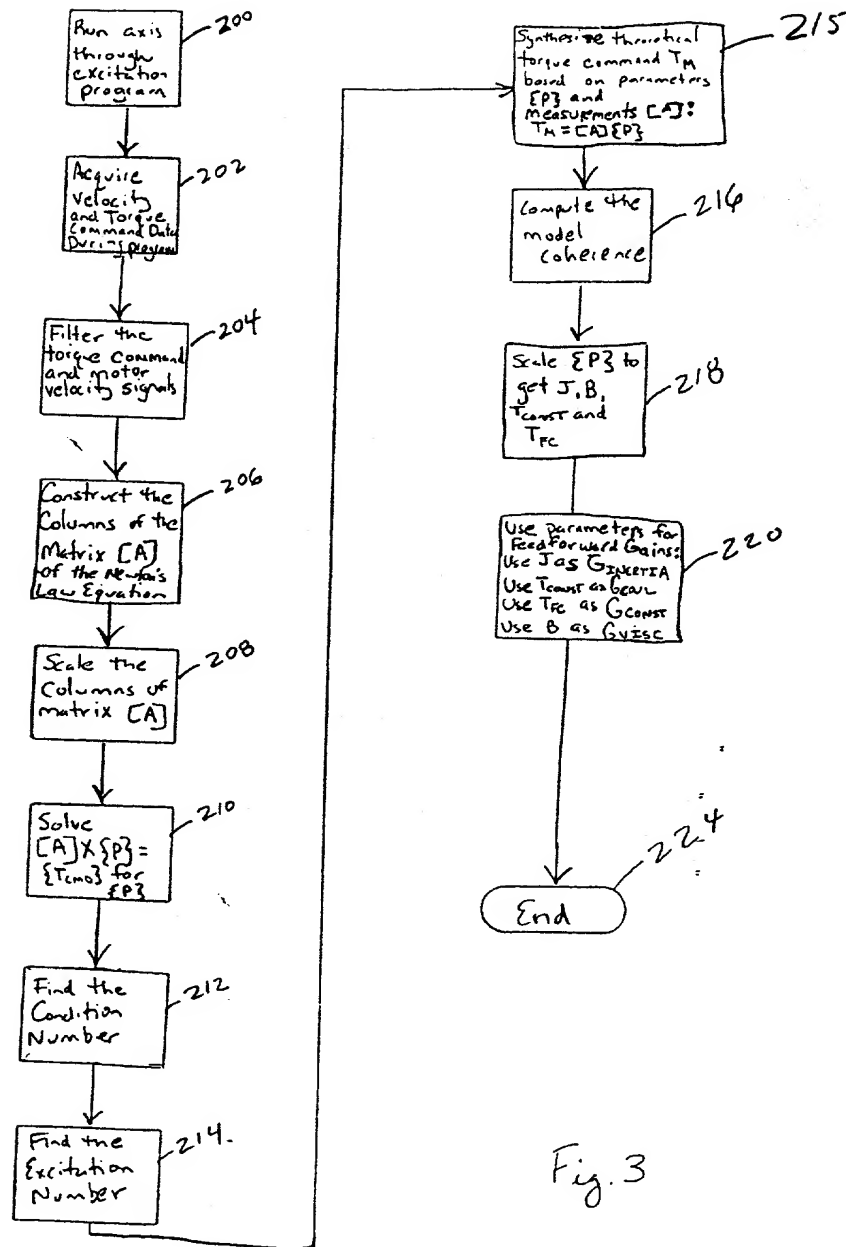 Run axis
through
excitation
program
200
Acquire
Velocity
and Torque
Command Data
During program
202
Filter the
torque command
and motor
velocity signals
204
Construct the
Columns of the
Matrix [A]
of the Newton's
Law Equation
206
Scale the
Columns of
matrix [A]
208
Solve
[A]X{P}=
{TCMD} for
{P}
210
Find the
Condition
Number
212
Find the
Excitation
Number
214.
Synthesize theoretical
torque command TM
based on parameters
{P} and
measurements [A]:
TM=[A]{P}
215
Compute the
model
coherence
216
Scale {P} to
get J, B,
TCONST and
TFC
218
Use parameters for
Feedforward Gains:
Use J as GINERTIA
Use TCONST as
Use TFC as GCONST
Use B as GVISC
220
End
224
Fig. 3